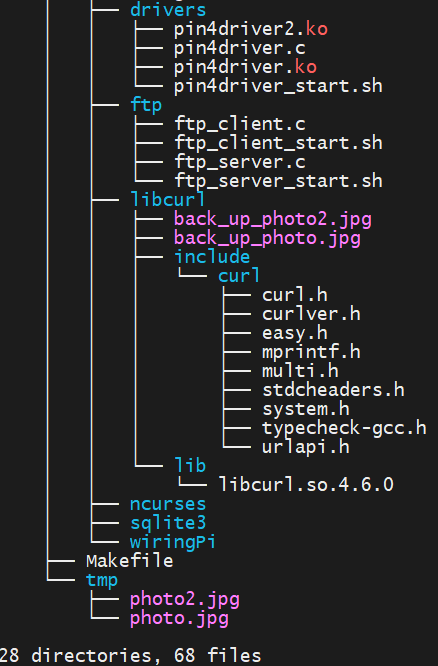 │   ├── drivers
│   │   ├── pin4driver2.ko
│   │   ├── pin4driver.c
│   │   ├── pin4driver.ko
│   │   └── pin4driver_start.sh
│   ├── ftp
│   │   ├── ftp_client.c
│   │   ├── ftp_client_start.sh
│   │   ├── ftp_server.c
│   │   └── ftp_server_start.sh
│   ├── libcurl
│   │   ├── back_up_photo2.jpg
│   │   ├── back_up_photo.jpg
│   │   ├── include
│   │   │   └── curl
│   │   │       ├── curl.h
│   │   │       ├── curlver.h
│   │   │       ├── easy.h
│   │   │       ├── mprintf.h
│   │   │       ├── multi.h
│   │   │       ├── stdcheaders.h
│   │   │       ├── system.h
│   │   │       ├── typecheck-gcc.h
│   │   │       └── urlapi.h
│   │   └── lib
│   │       └── libcurl.so.4.6.0
│   ├── ncurses
│   ├── sqlite3
│   └── wiringPi
├── Makefile
└── tmp
    ├── photo2.jpg
    └── photo.jpg

28 directories, 68 files